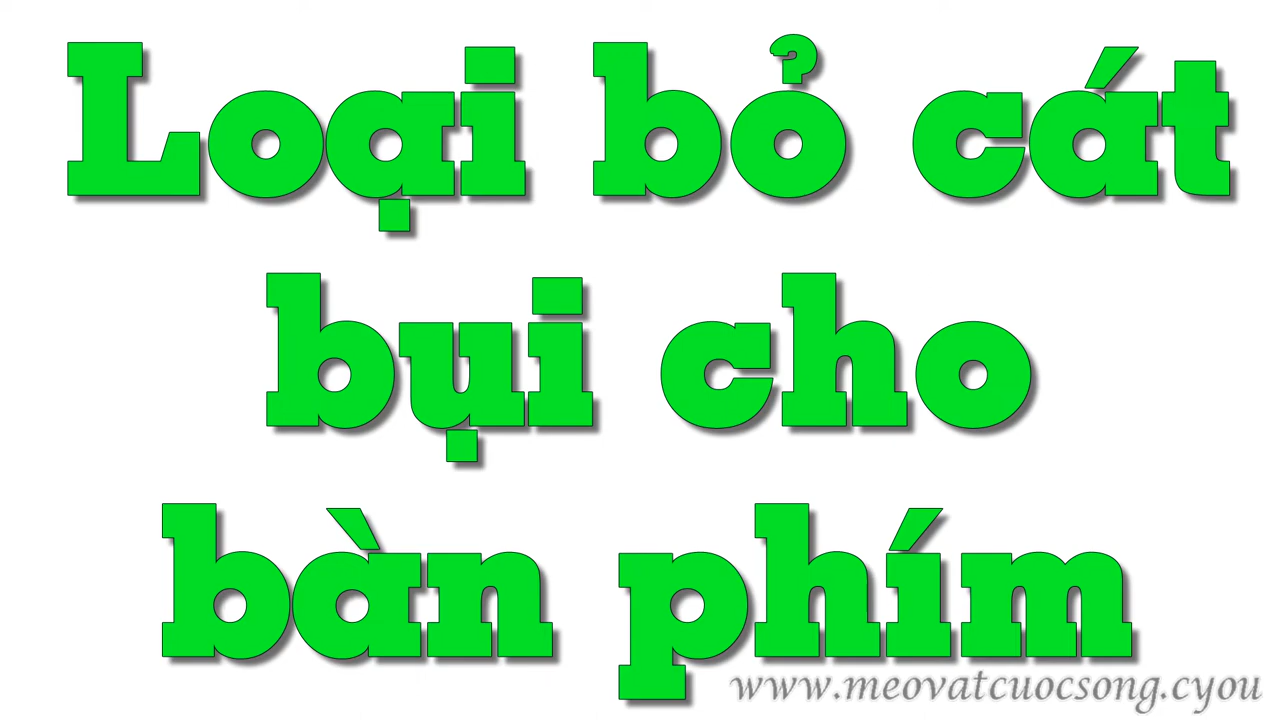 Loại bỏ cát
bụi cho
bàn phím
www.meovatcuocsong.cyou